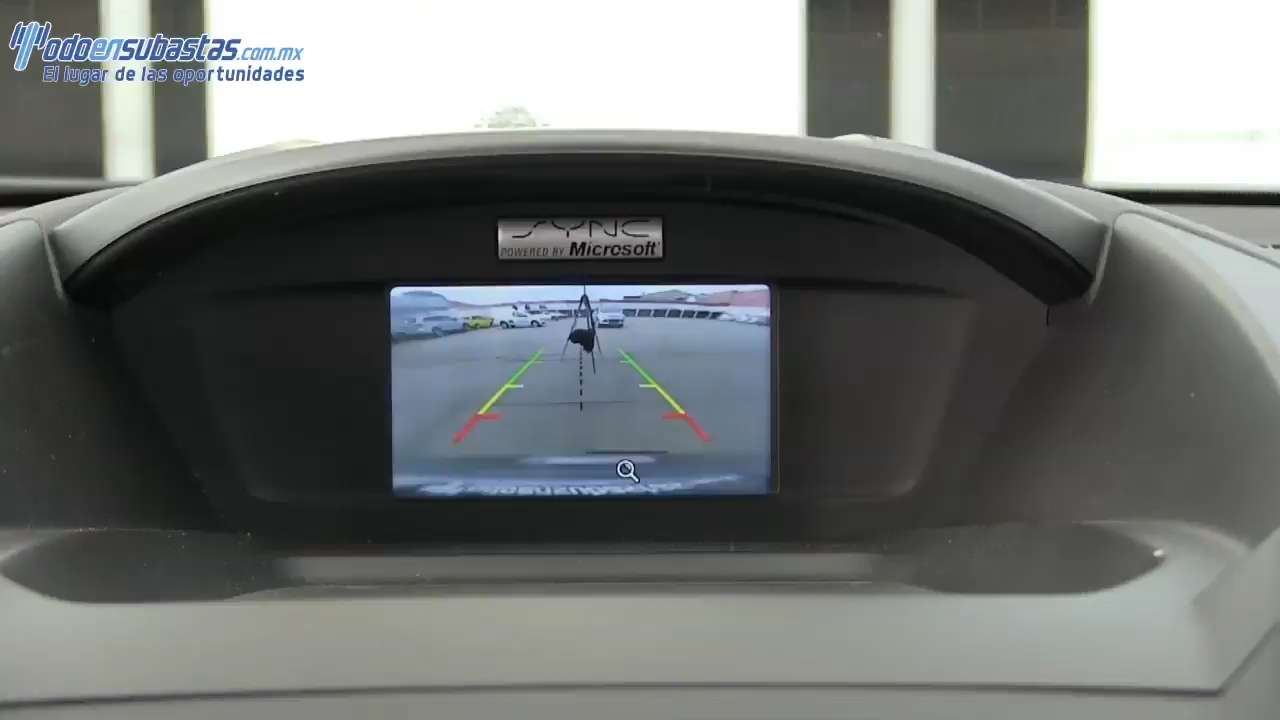 Todoensubastas.com.mx
El lugar de las oportunidades
SYNC
POWERED BY Microsoft